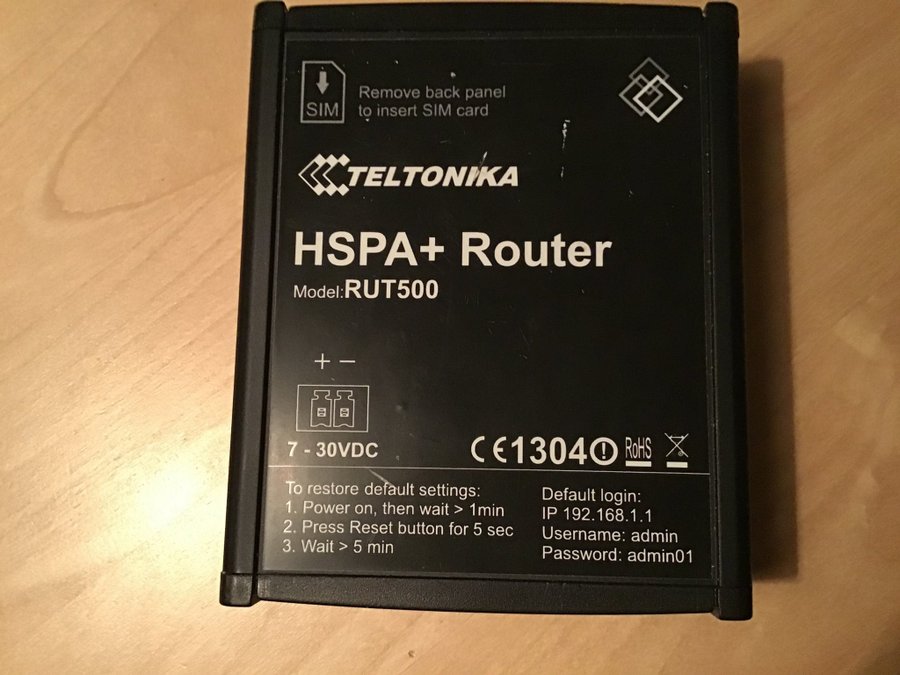 SIM
Remove back panel
to insert SIM card
TELTONIKA
HSPA+ Router
Model:RUT500
+ −
7 - 30VDC
CE1304 RoHS
To restore default settings:
1. Power on, then wait > 1min
2. Press Reset button for 5 sec
3. Wait > 5 min
Default login:
IP 192.168.1.1
Username: admin
Password: admin01